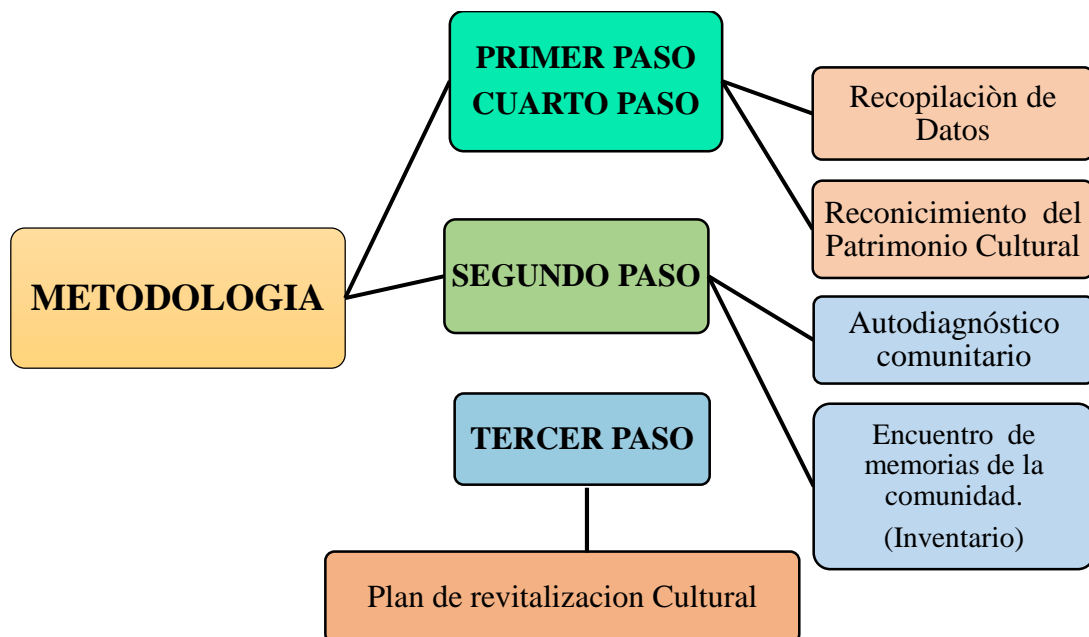 PRIMER PASO
CUARTO PASO
Recopilaciòn de
Datos
Reconicimiento del
Patrimonio Cultural
METODOLOGIA
SEGUNDO PASO
Autodiagnóstico
comunitario
Encuentro de
memorias de la
comunidad.
(Inventario)
TERCER PASO
Plan de revitalizacion Cultural